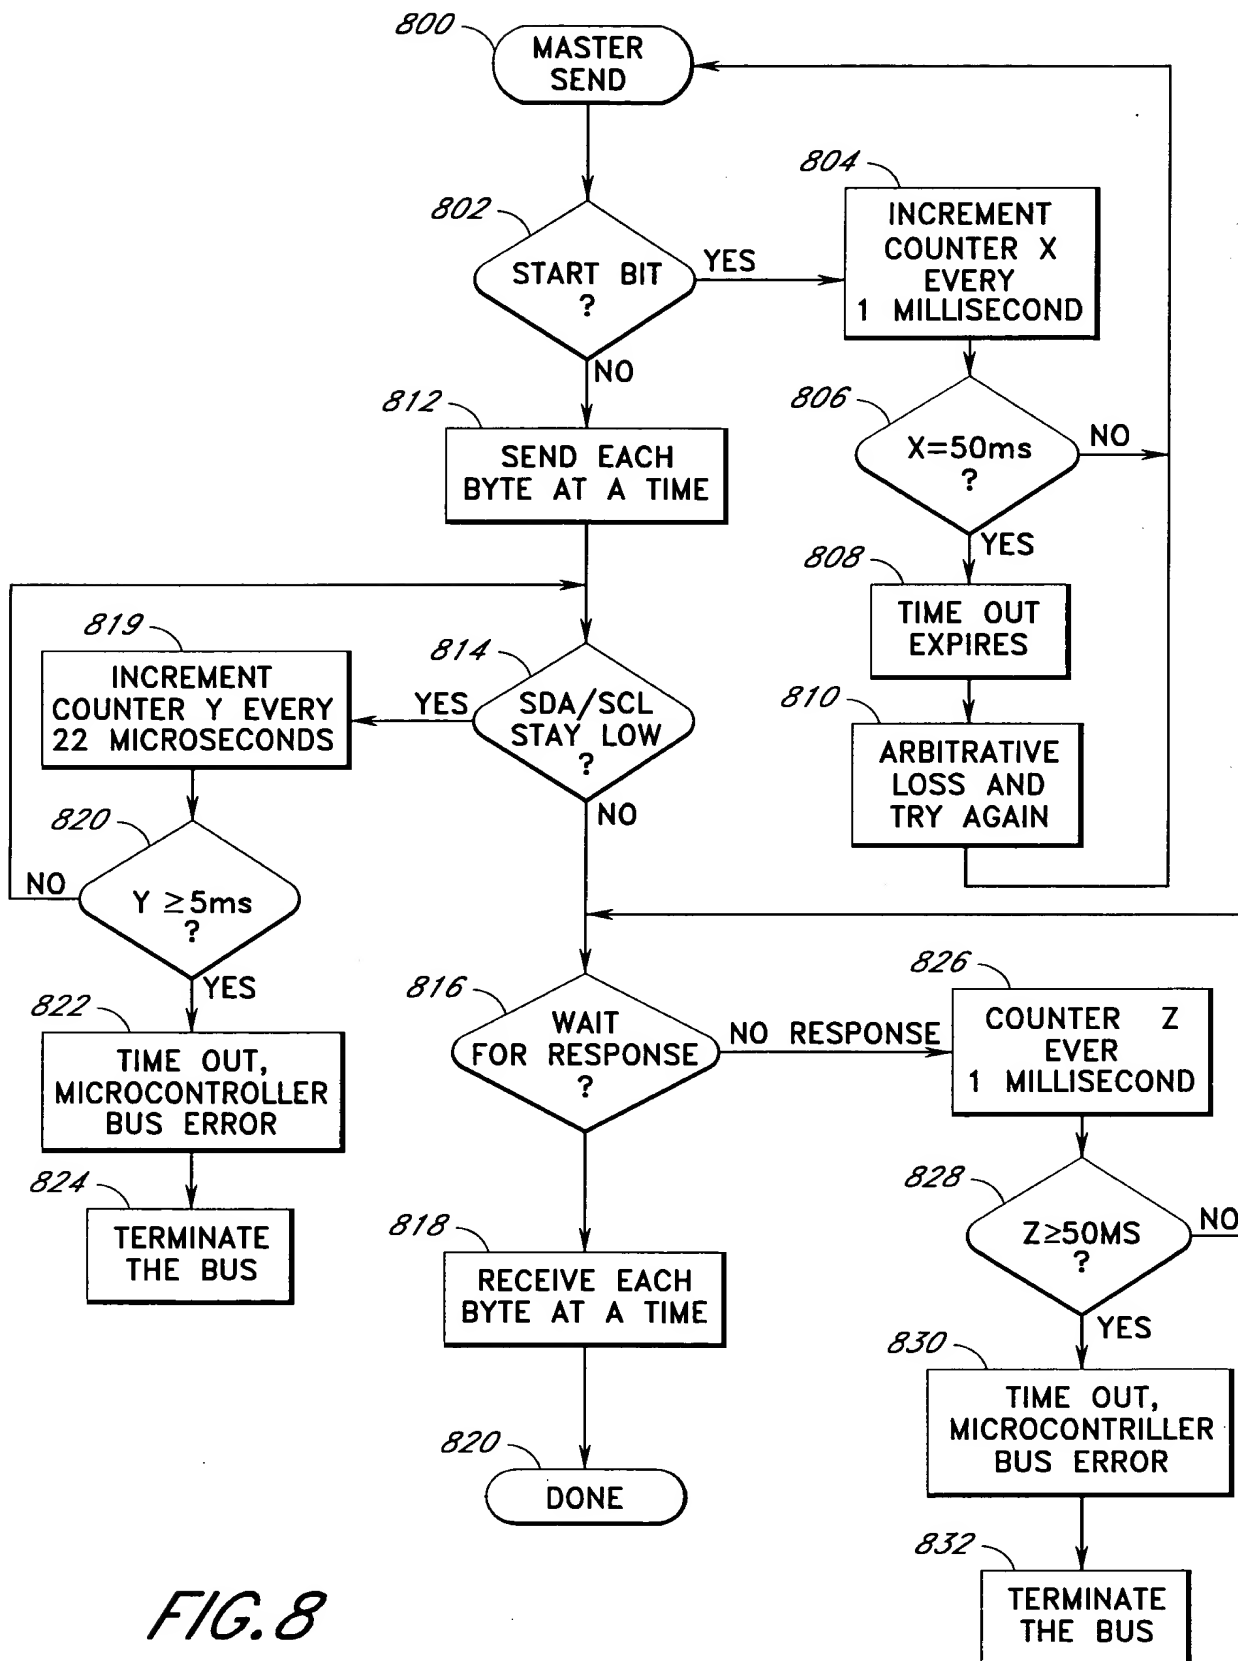 800
MASTER
SEND
802
START BIT
?
YES
NO
804
INCREMENT
COUNTER X
EVERY
1 MILLISECOND
806
X=50ms
?
NO
YES
808
TIME OUT
EXPIRES
810
ARBITRATIVE
LOSS AND
TRY AGAIN
812
SEND EACH
BYTE AT A TIME
814
SDA/SCL
STAY LOW
?
YES
NO
819
INCREMENT
COUNTER Y EVERY
22 MICROSECONDS
820
Y ≥5ms
?
NO
YES
822
TIME OUT,
MICROCONTROLLER
BUS ERROR
824
TERMINATE
THE BUS
816
WAIT
FOR RESPONSE
?
NO RESPONSE
826
COUNTER Z
EVER
1 MILLISECOND
828
Z≥50MS
?
NO
YES
830
TIME OUT,
MICROCONTRILLER
BUS ERROR
832
TERMINATE
THE BUS
818
RECEIVE EACH
BYTE AT A TIME
820
DONE
FIG.8